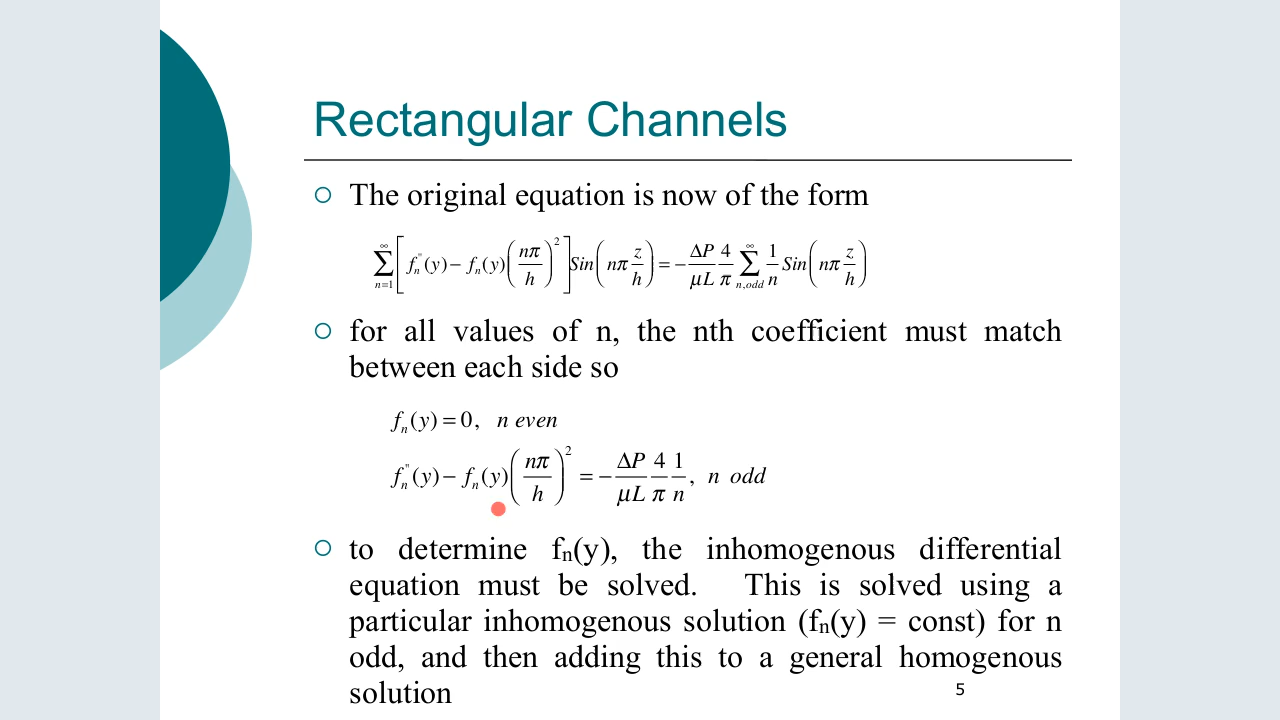 Rectangular Channels
The original equation is now of the form
∑_{n=1}^{∞} [ f_n^{"}(y) − f_n(y) (nπ/h)^2 ] Sin(nπ z/h) = − ΔP/μL 4/π ∑_{n,odd}^{∞} 1/n Sin(nπ z/h)
for all values of n, the nth coefficient must match
between each side so
f_n(y) = 0, n even
f_n^{"}(y) − f_n(y) (nπ/h)^2 = − ΔP/μL 4/π 1/n, n odd
to determine fn(y), the inhomogenous differential
equation must be solved. This is solved using a
particular inhomogenous solution (fn(y) = const) for n
odd, and then adding this to a general homogenous
solution
5